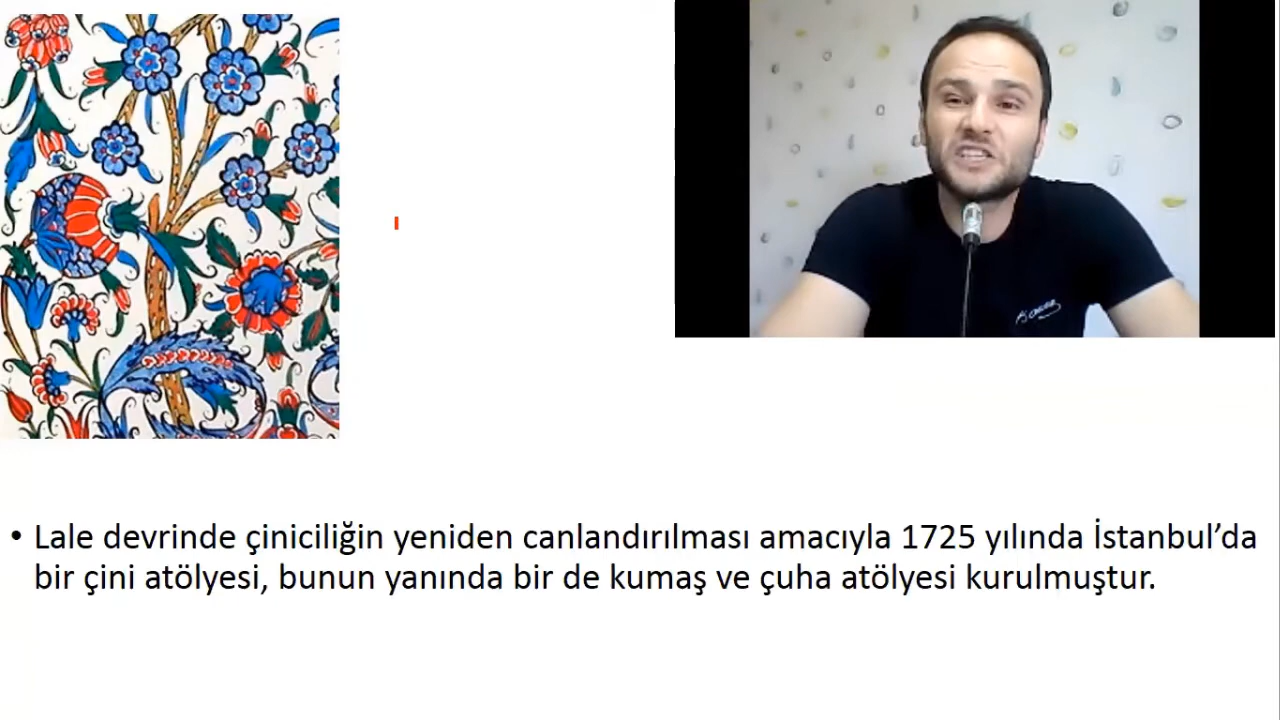 • Lale devrinde çiniciliğin yeniden canlandırılması amacıyla 1725 yılında İstanbul’da
bir çini atölyesi, bunun yanında bir de kumaş ve çuha atölyesi kurulmuştur.